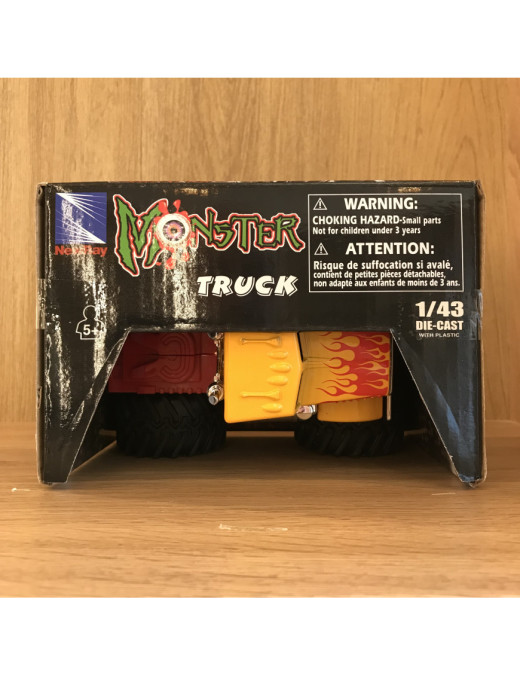 NewRay
MONSTER
TRUCK
WARNING:
CHOKING HAZARD-Small parts
Not for children under 3 years
ATTENTION:
Risque de suffocation si avalé,
contient de petites pièces détachables,
non adapté aux enfants de moins de 3 ans.
1/43
DIE-CAST
WITH PLASTIC
5+